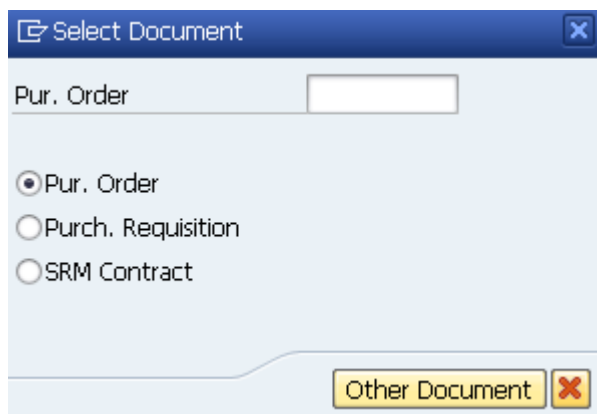 Select Document
Pur. Order
Pur. Order
Purch. Requisition
SRM Contract
Other Document